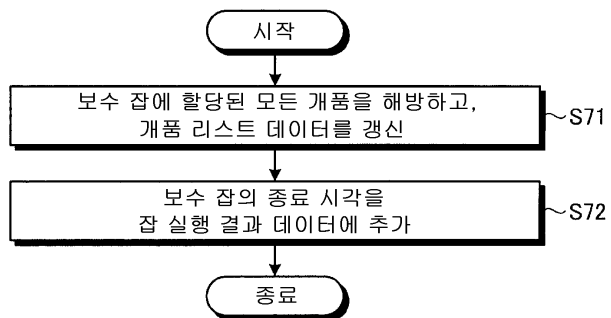 시작
보수 잡에 할당된 모든 개품을 해방하고,
개품 리스트 데이터를 갱신
S71
보수 잡의 종료 시각을
잡 실행 결과 데이터에 추가
S72
종료